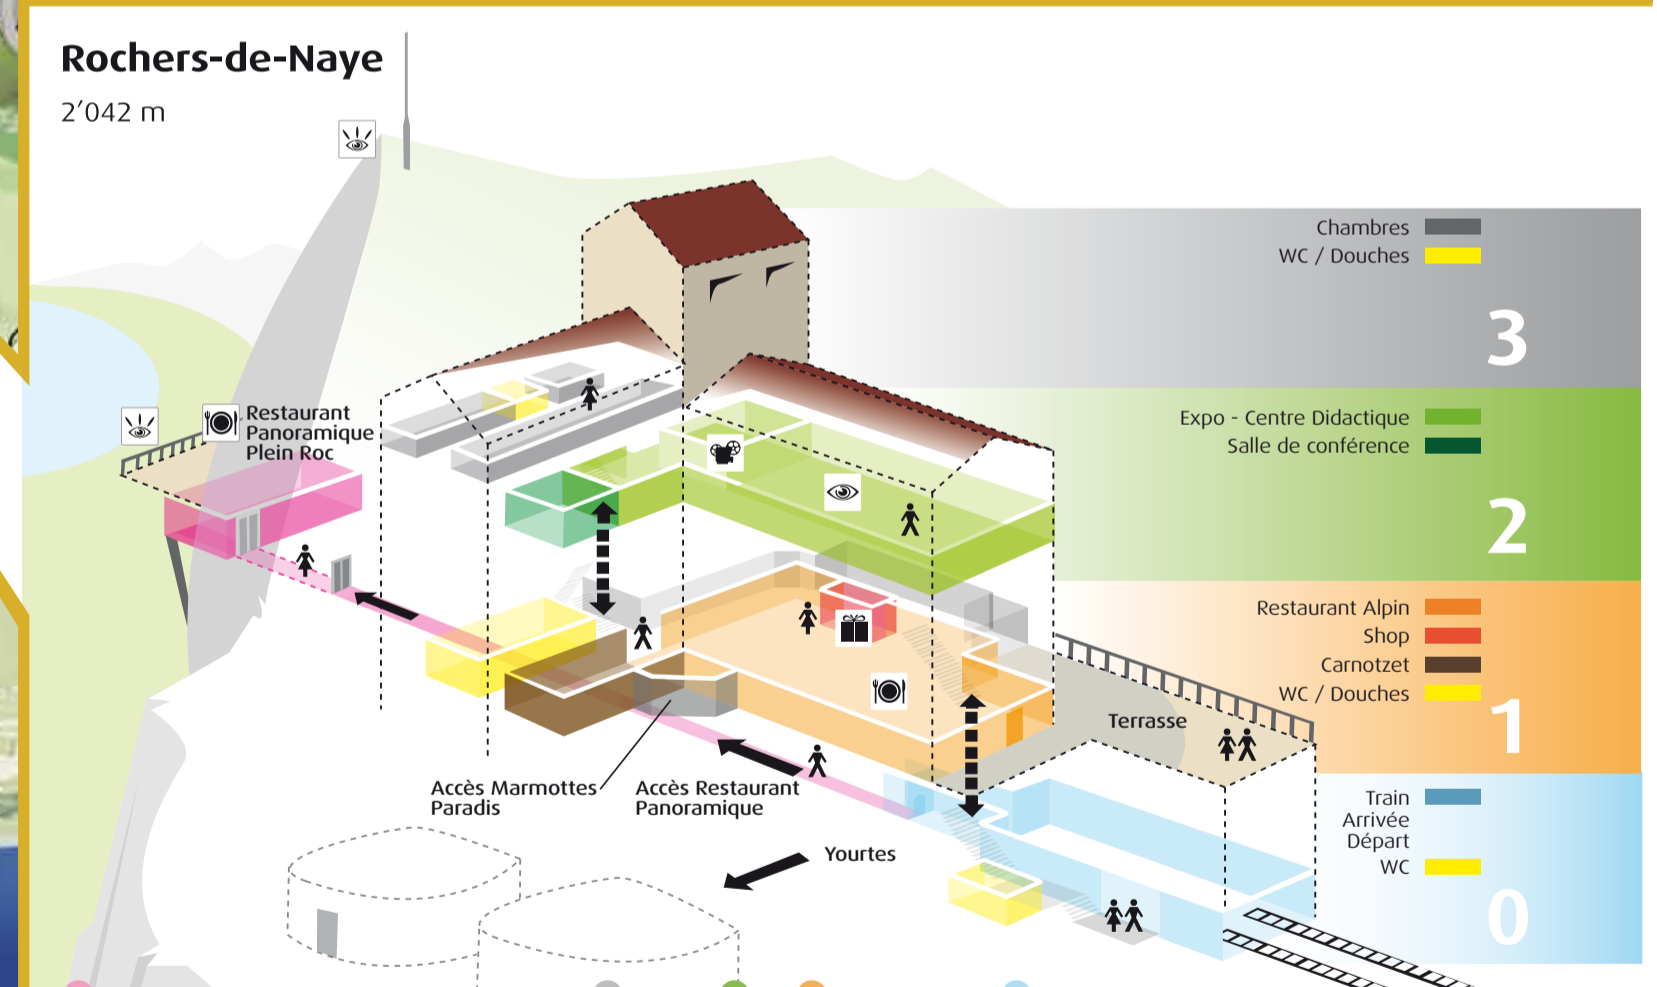 Rochers-de-Naye
2’042 m
Chambres
WC / Douches
3
Restaurant
Panoramique
Plein Roc
Expo - Centre Didactique
Salle de conférence
2
Restaurant Alpin
Shop
Carnotzet
WC / Douches
1
Terrasse
Accès Marmottes
Paradis
Accès Restaurant
Panoramique
Train
Arrivée
Départ
WC
0
Yourtes